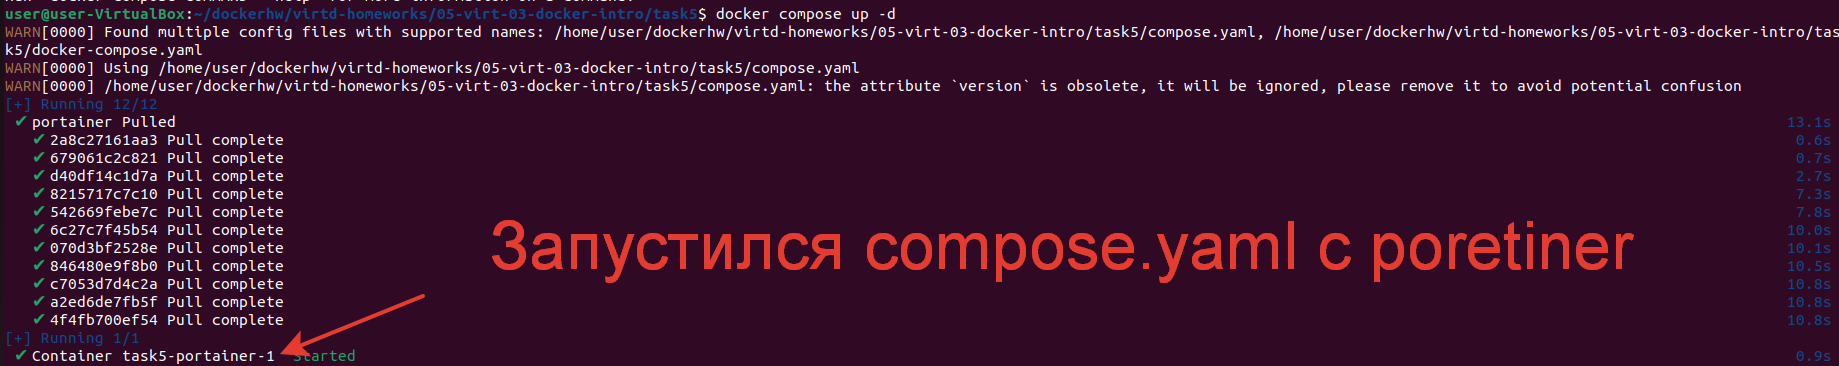 user@user-VirtualBox:~/dockerhw/virtd-homeworks/05-virt-03-docker-intro/task5$ docker compose up -d
WARN[0000] Found multiple config files with supported names: /home/user/dockerhw/virtd-homeworks/05-virt-03-docker-intro/task5/compose.yaml, /home/user/dockerhw/virtd-homeworks/05-virt-03-docker-intro/tas
k5/docker-compose.yaml
WARN[0000] Using /home/user/dockerhw/virtd-homeworks/05-virt-03-docker-intro/task5/compose.yaml
WARN[0000] /home/user/dockerhw/virtd-homeworks/05-virt-03-docker-intro/task5/compose.yaml: the attribute `version` is obsolete, it will be ignored, please remove it to avoid potential confusion
[+] Running 12/12
✔ portainer Pulled 13.1s
✔ 2a8c27161aa3 Pull complete 0.6s
✔ 679061c2c821 Pull complete 0.7s
✔ d40df14c1d7a Pull complete 2.7s
✔ 8215717c7c10 Pull complete 7.3s
✔ 542669febe7c Pull complete 7.8s
✔ 6c27c7f45b54 Pull complete 10.0s
✔ 070d3bf2528e Pull complete 10.1s
✔ 846480e9f8b0 Pull complete 10.5s
✔ c7053d7d4c2a Pull complete 10.8s
✔ a2ed6de7fb5f Pull complete 10.8s
✔ 4f4fb700ef54 Pull complete 10.8s
Запустился compose.yaml с poretiner
[+] Running 1/1
✔ Container task5-portainer-1 Started 0.9s